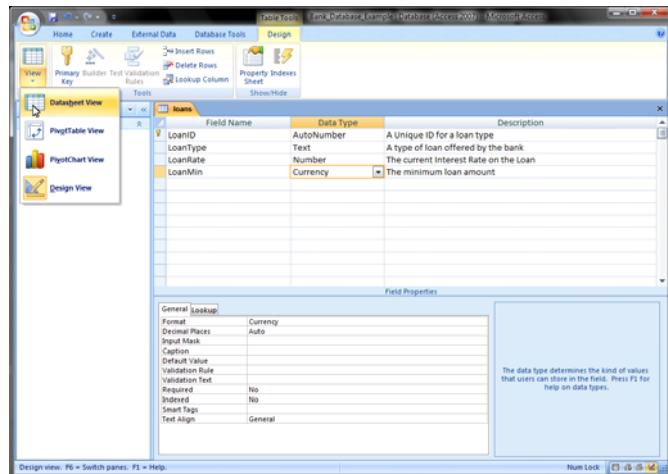 Table Tools Bank_Database_Example : Database (Access 2007) - Microsoft Access
Home Create External Data Database Tools Design
View Primary Key Builder Test Validation Rules Insert Rows Delete Rows Lookup Column Property Sheet Indexes
Tools Show/Hide
Datasheet View
PivotTable View
PivotChart View
Design View
loans
Field Name Data Type Description
LoanID AutoNumber A Unique ID for a loan type
LoanType Text A type of loan offered by the bank
LoanRate Number The current Interest Rate on the Loan
LoanMin Currency The minimum loan amount
Field Properties
General Lookup
Format Currency
Decimal Places Auto
Input Mask
Caption
Default Value
Validation Rule
Validation Text
Required No
Indexed No
Smart Tags
Text Align General
The data type determines the kind of values
that users can store in the field. Press F1 for
help on data types.
Design view. F6 = Switch panes. F1 = Help. Num Lock